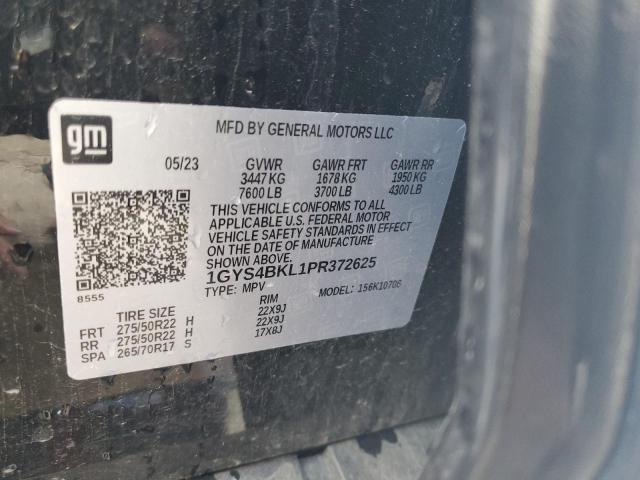 gm
MFD BY GENERAL MOTORS LLC
05/23 GVWR GAWR FRT GAWR RR
3447 KG 1678 KG 1950 KG
7600 LB 3700 LB 4300 LB
THIS VEHICLE CONFORMS TO ALL
APPLICABLE U.S. FEDERAL MOTOR
VEHICLE SAFETY STANDARDS IN EFFECT
ON THE DATE OF MANUFACTURE
SHOWN ABOVE.
1GYS4BKL1PR372625
TYPE: MPV MODEL: 156K10706
8555
TIRE SIZE RIM
FRT 275/50R22 H 22X9J
RR 275/50R22 H 22X9J
SPA 265/70R17 S 17X8J